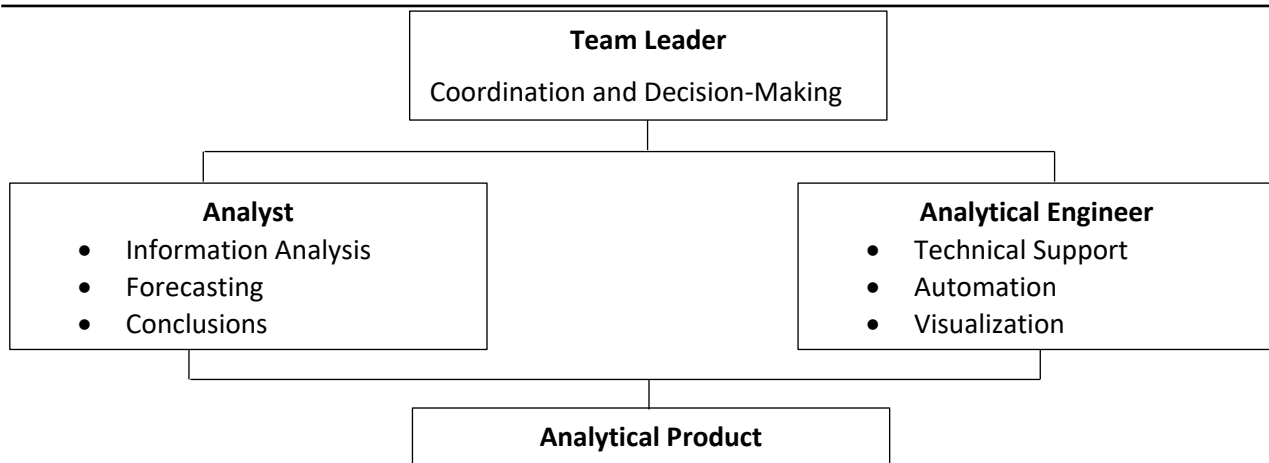 Team Leader
Coordination and Decision-Making
Analyst
• Information Analysis
• Forecasting
• Conclusions
Analytical Engineer
• Technical Support
• Automation
• Visualization
Analytical Product